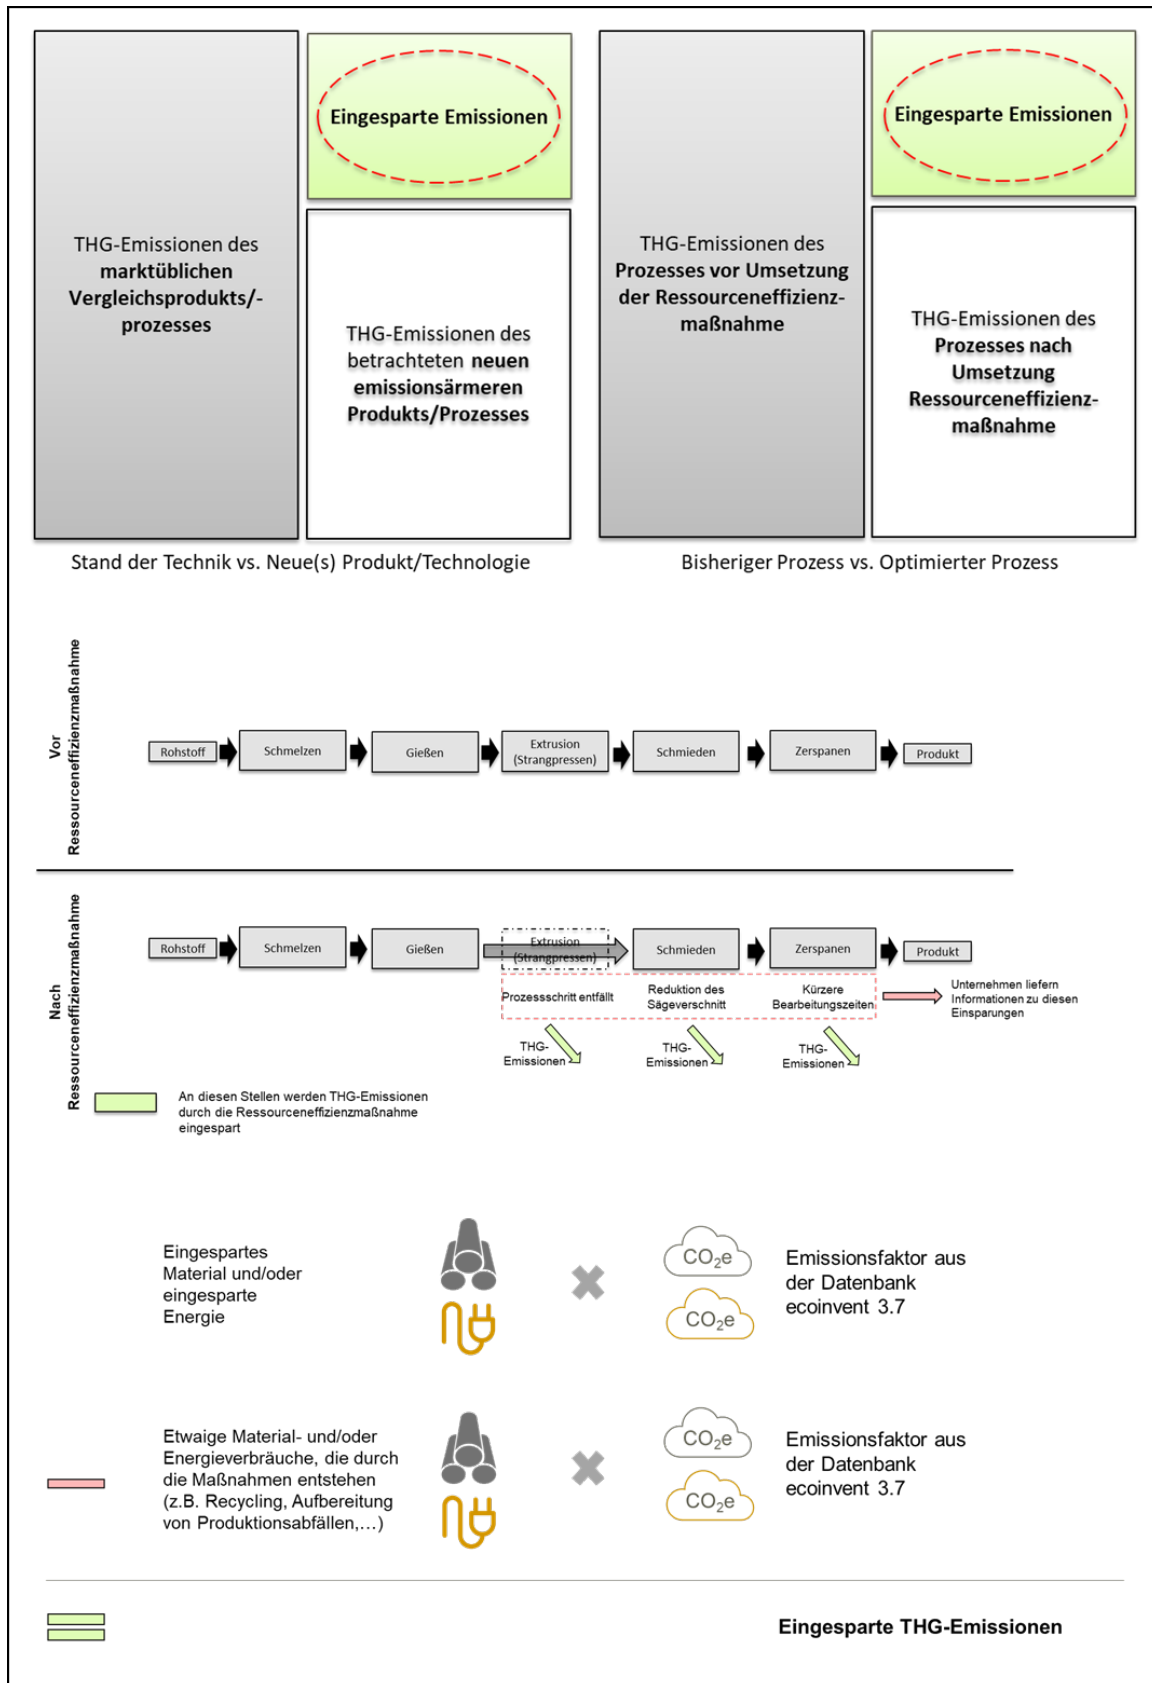 THG-Emissionen des
marktüblichen
Vergleichsprodukts/-
prozesses
Eingesparte Emissionen
THG-Emissionen des
betrachteten neuen
emissionsärmeren
Produkts/Prozesses
Stand der Technik vs. Neue(s) Produkt/Technologie
THG-Emissionen des
Prozesses vor Umsetzung
der Ressourceneffizienz-
maßnahme
Eingesparte Emissionen
THG-Emissionen des
Prozesses nach
Umsetzung
Ressourceneffizienz-
maßnahme
Bisheriger Prozess vs. Optimierter Prozess
Vor
Ressourceneffizienzmaßnahme
Rohstoff
Schmelzen
Gießen
Extrusion
(Strangpressen)
Schmieden
Zerspanen
Produkt
Nach
Ressourceneffizienzmaßnahme
Rohstoff
Schmelzen
Gießen
Extrusion
(Strangpressen)
Schmieden
Zerspanen
Produkt
Prozessschritt entfällt
Reduktion des
Sägeverschnitt
Kürzere
Bearbeitungszeiten
Unternehmen liefern
Informationen zu diesen
Einsparungen
THG-
Emissionen
THG-
Emissionen
THG-
Emissionen
An diesen Stellen werden THG-Emissionen
durch die Ressourceneffizienzmaßnahme
eingespart
Eingespartes
Material und/oder
eingesparte
Energie
CO₂e
CO₂e
Emissionsfaktor aus
der Datenbank
ecoinvent 3.7
Etwaige Material- und/oder
Energieverbräuche, die durch
die Maßnahmen entstehen
(z.B. Recycling, Aufbereitung
von Produktionsabfällen,...)
CO₂e
CO₂e
Emissionsfaktor aus
der Datenbank
ecoinvent 3.7
Eingesparte THG-Emissionen